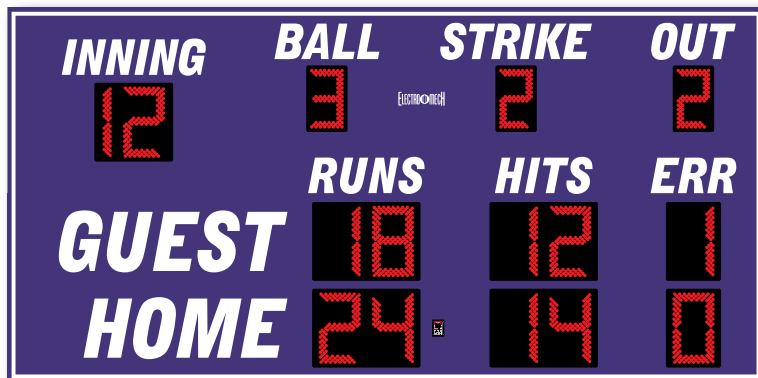 INNING BALL STRIKE OUT
12 3 2 2
ELECTRO-MECH
RUNS HITS ERR
GUEST 18 12 1
HOME 24 14 0